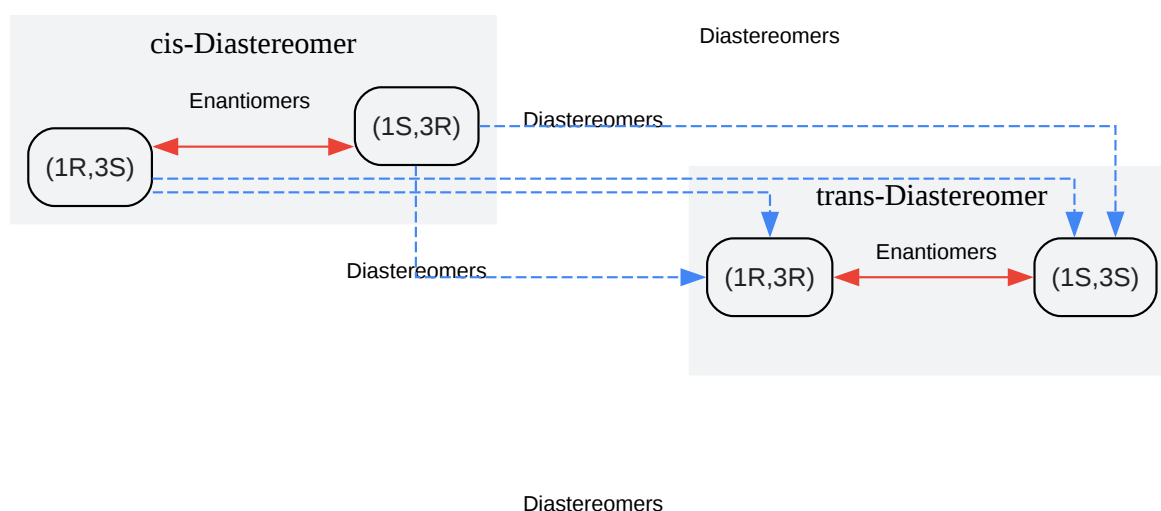 Diastereomers
cis-Diastereomer
Enantiomers
(1S,3R)
Diastereomers
(1R,3S)
trans-Diastereomer
Enantiomers
Diastereomers
(1R,3R)
(1S,3S)
Diastereomers